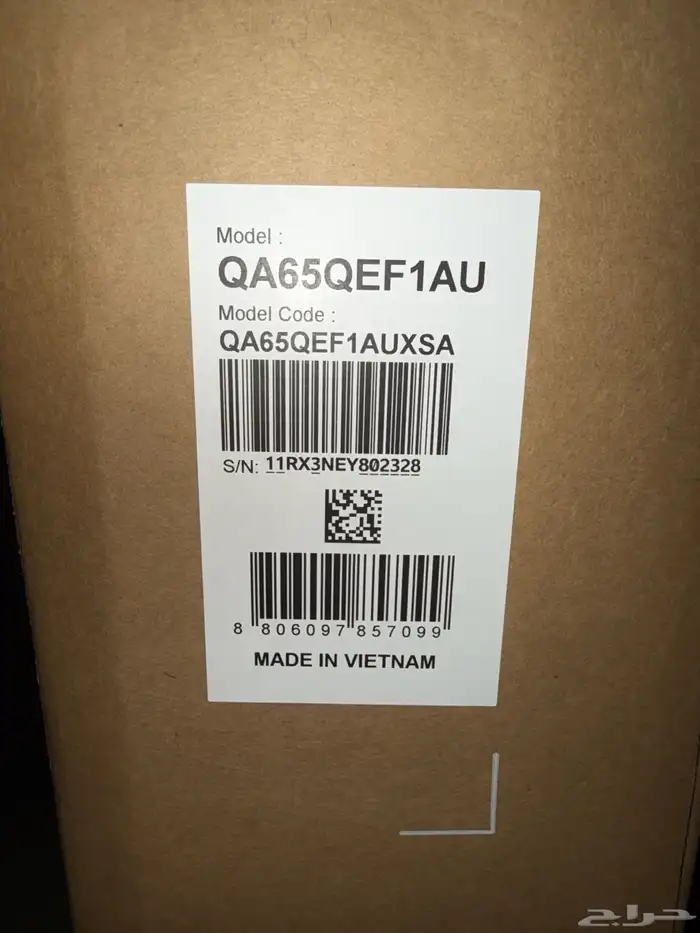 Model :
QA65QEF1AU
Model Code :
QA65QEF1AUXSA
S/N: 11RX3NEY802328
8 806097 857099
MADE IN VIETNAM
حراج